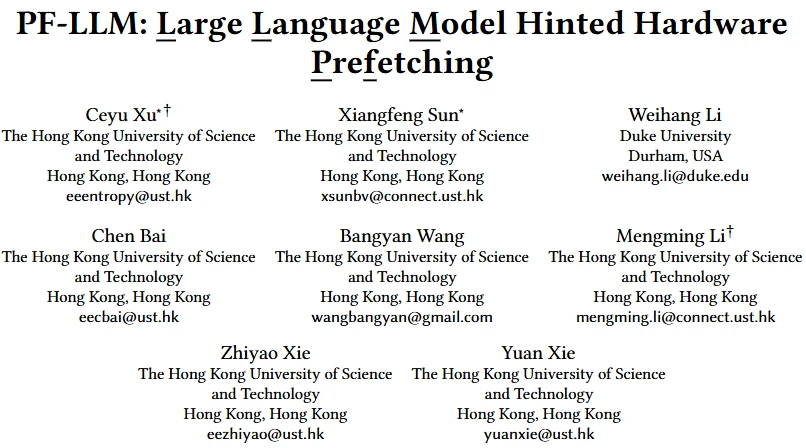 PF-LLM: Large Language Model Hinted Hardware
Prefetching
Ceyu Xu*†
The Hong Kong University of Science
and Technology
Hong Kong, Hong Kong
eeentropy@ust.hk
Xiangfeng Sun*
The Hong Kong University of Science
and Technology
Hong Kong, Hong Kong
xsunbv@connect.ust.hk
Weihang Li
Duke University
Durham, USA
weihang.li@duke.edu
Chen Bai
The Hong Kong University of Science
and Technology
Hong Kong, Hong Kong
eecbai@ust.hk
Bangyan Wang
The Hong Kong University of Science
and Technology
Hong Kong, Hong Kong
wangbangyan@gmail.com
Mengming Li†
The Hong Kong University of Science
and Technology
Hong Kong, Hong Kong
mengming.li@connect.ust.hk
Zhiyao Xie
The Hong Kong University of Science
and Technology
Hong Kong, Hong Kong
eezhiyao@ust.hk
Yuan Xie
The Hong Kong University of Science
and Technology
Hong Kong, Hong Kong
yuanxie@ust.hk